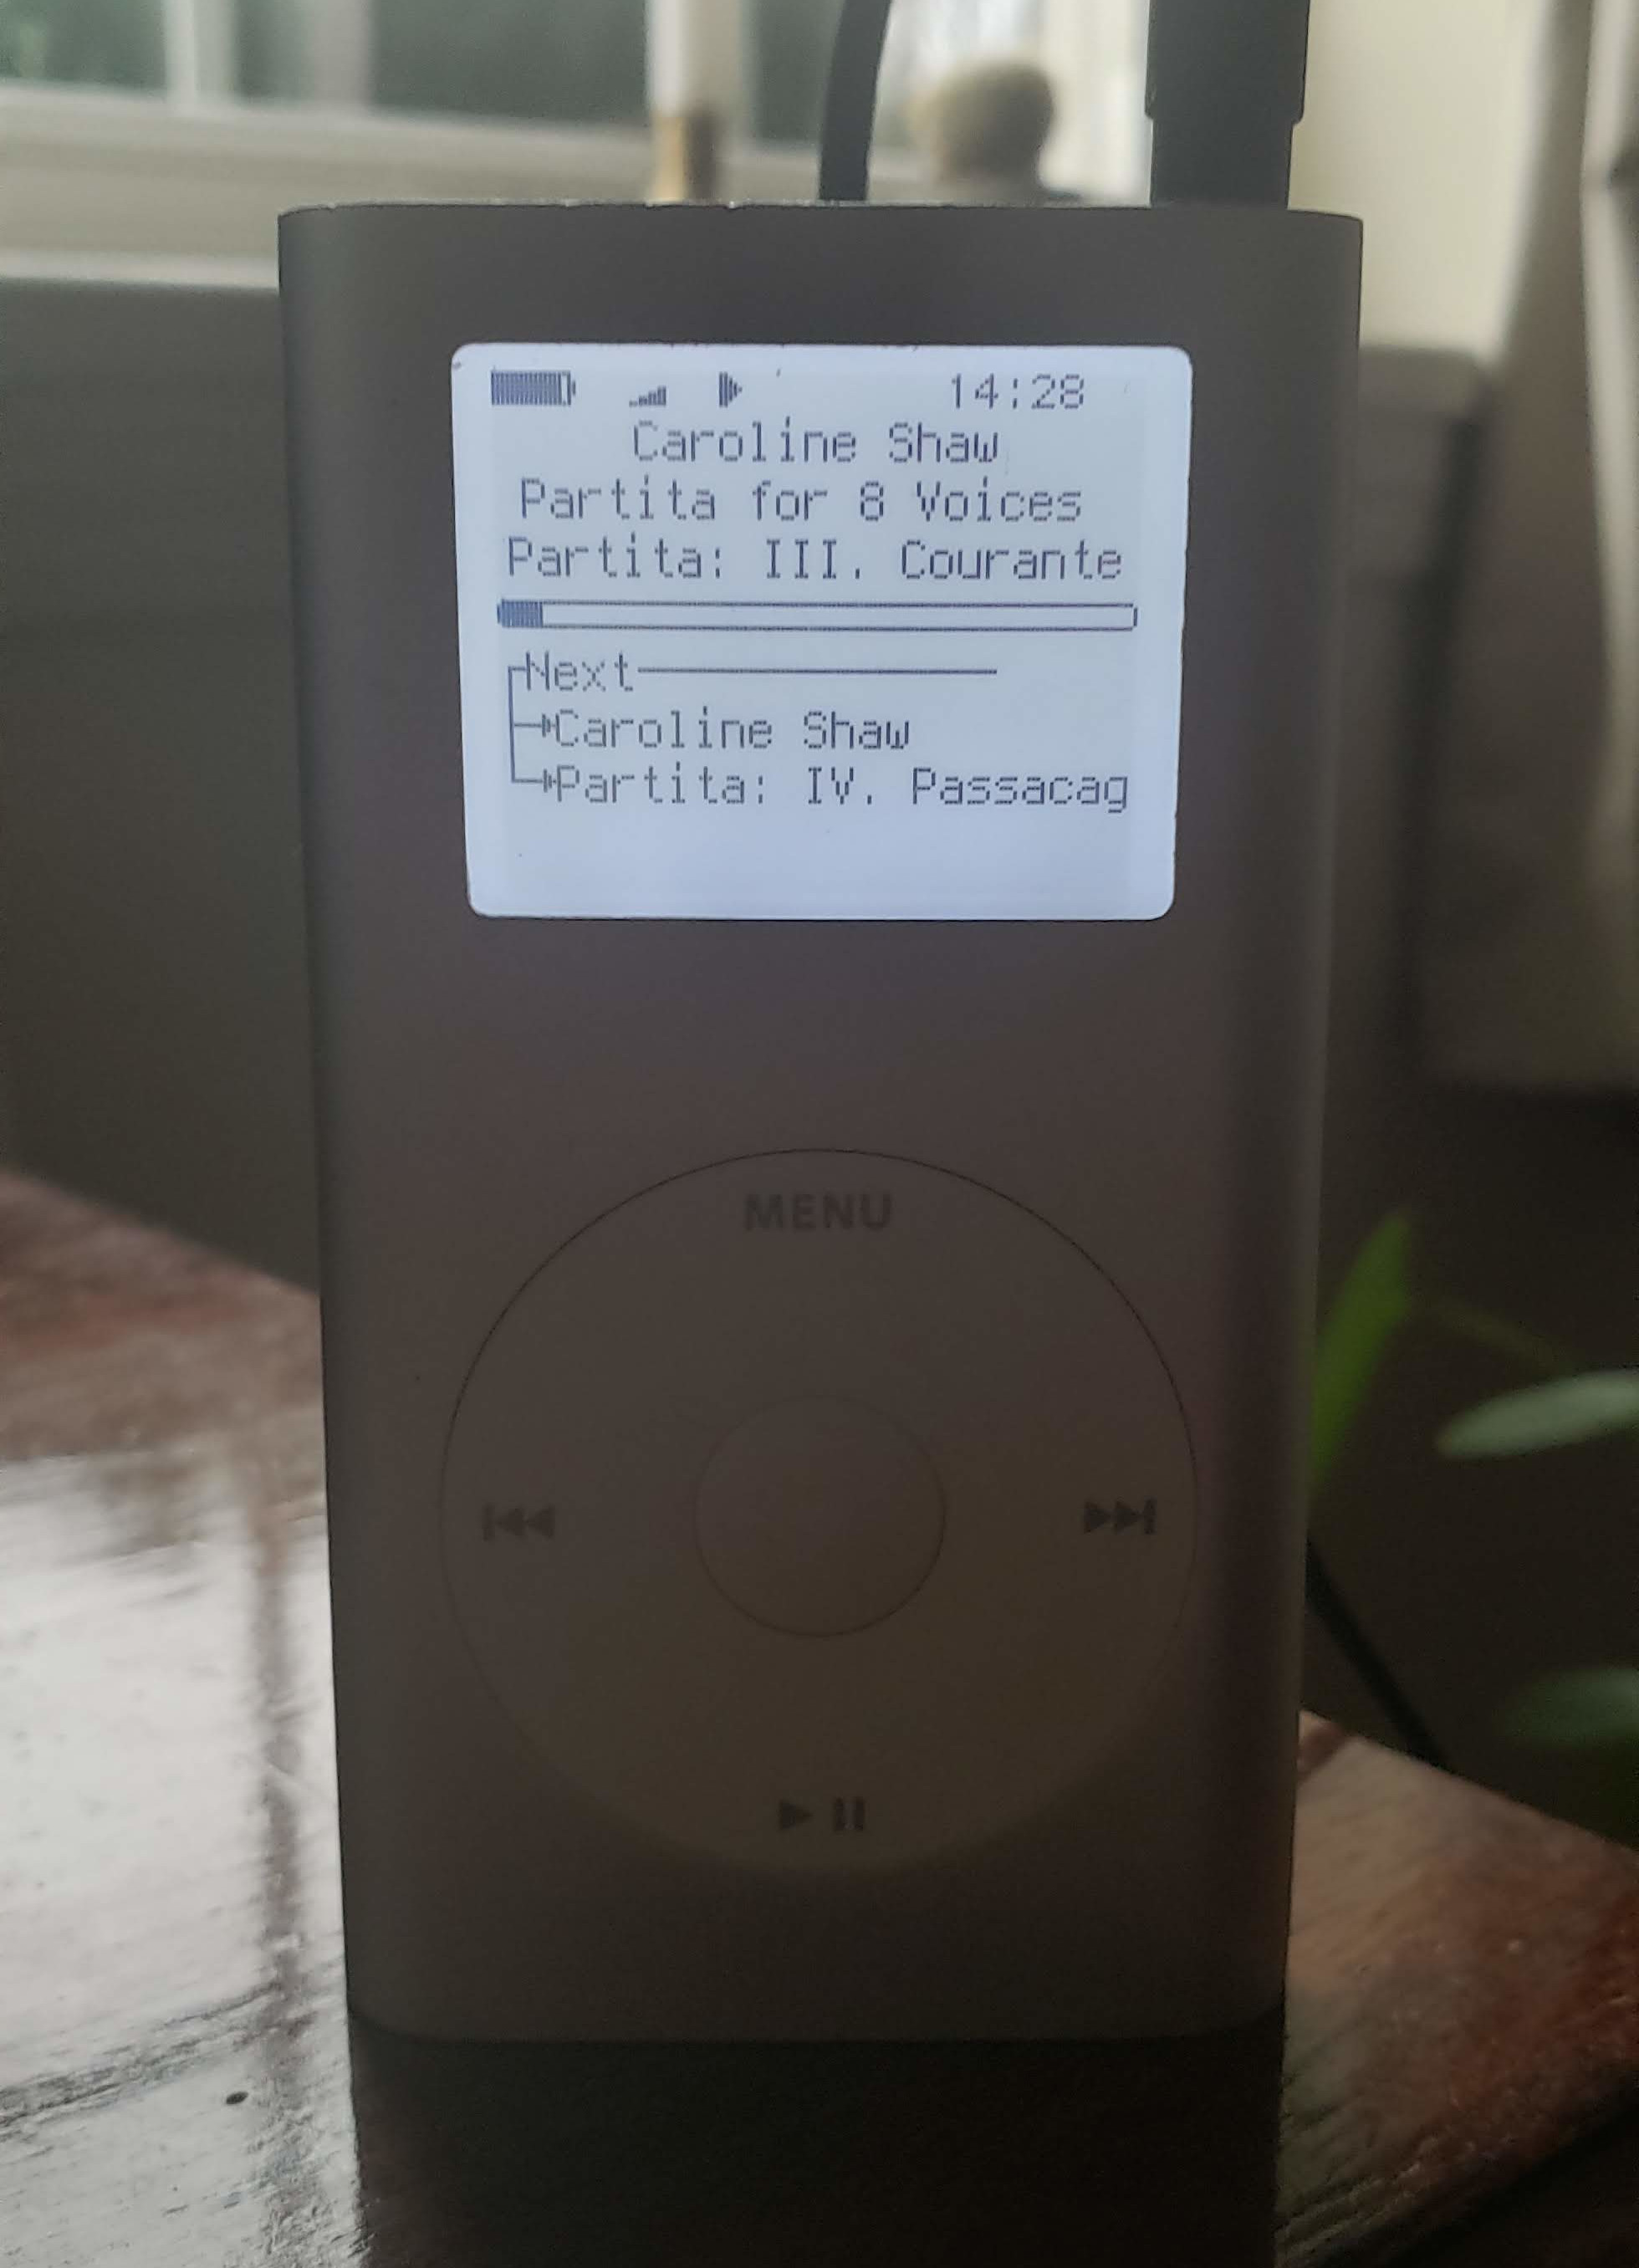 14:28
Caroline Shaw
Partita for 8 Voices
Partita: III. Courante
Next
Caroline Shaw
Partita: IV. Passacag
MENU